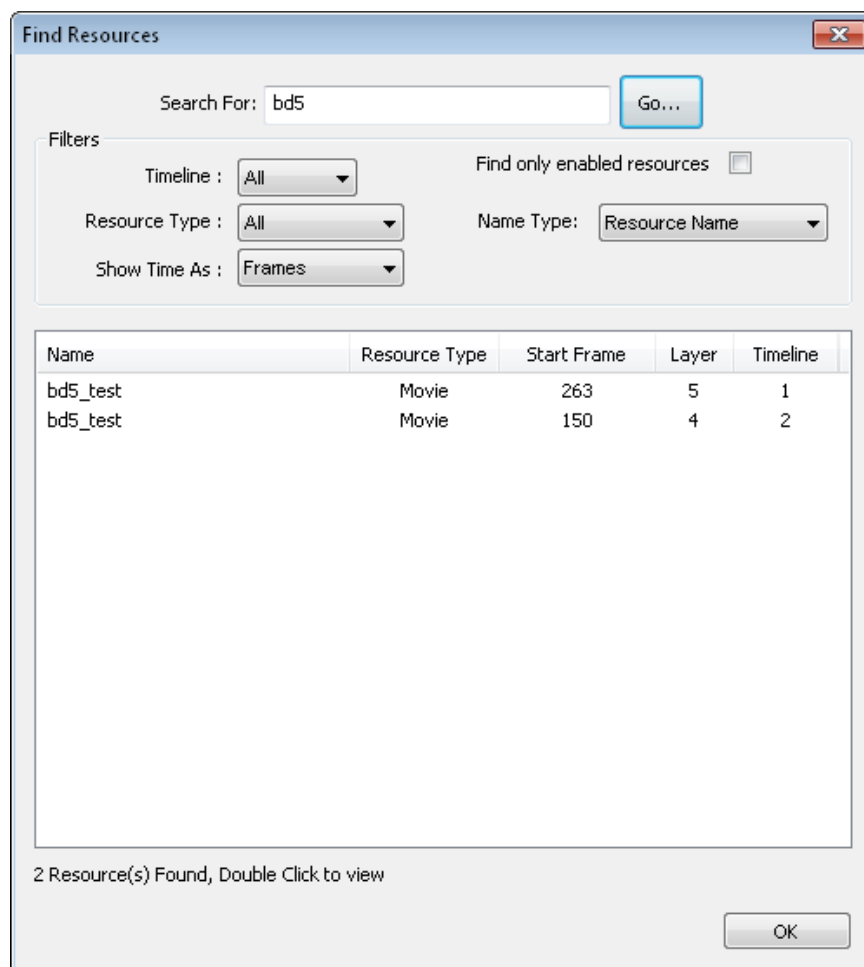 Find Resources
Search For: bd5 Go...
Filters
Timeline : All Find only enabled resources
Resource Type : All Name Type: Resource Name
Show Time As : Frames
Name Resource Type Start Frame Layer Timeline
bd5_test Movie 263 5 1
bd5_test Movie 150 4 2
2 Resource(s) Found, Double Click to view
OK